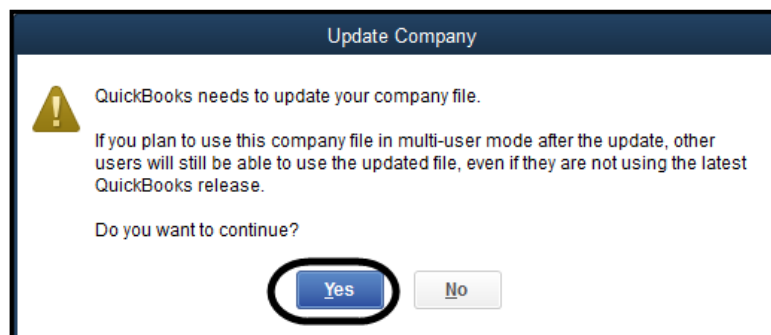 Update Company
QuickBooks needs to update your company file.
If you plan to use this company file in multi-user mode after the update, other
users will still be able to use the updated file, even if they are not using the latest
QuickBooks release.
Do you want to continue?
Yes
No